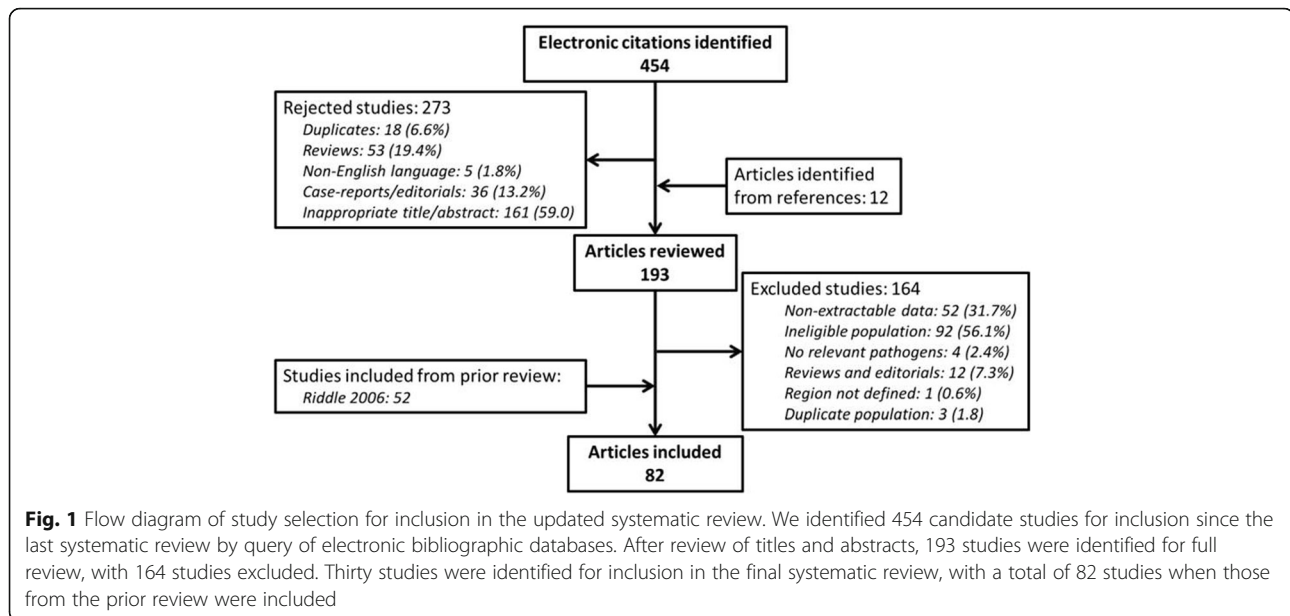 Electronic citations identified
454
Rejected studies: 273
Duplicates: 18 (6.6%)
Reviews: 53 (19.4%)
Non-English language: 5 (1.8%)
Case-reports/editorials: 36 (13.2%)
Inappropriate title/abstract: 161 (59.0)
Articles identified
from references: 12
Articles reviewed
193
Excluded studies: 164
Non-extractable data: 52 (31.7%)
Ineligible population: 92 (56.1%)
No relevant pathogens: 4 (2.4%)
Reviews and editorials: 12 (7.3%)
Region not defined: 1 (0.6%)
Duplicate population: 3 (1.8)
Studies included from prior review:
Riddle 2006: 52
Articles included
82
Fig. 1 Flow diagram of study selection for inclusion in the updated systematic review. We identified 454 candidate studies for inclusion since the
last systematic review by query of electronic bibliographic databases. After review of titles and abstracts, 193 studies were identified for full
review, with 164 studies excluded. Thirty studies were identified for inclusion in the final systematic review, with a total of 82 studies when those
from the prior review were included